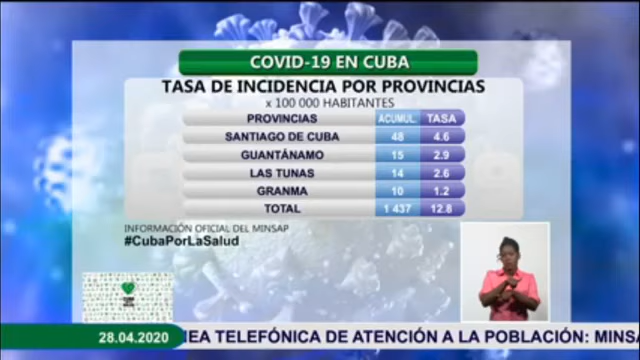 COVID-19 EN CUBA
TASA DE INCIDENCIA POR PROVINCIAS
x 100 000 HABITANTES
PROVINCIAS ACUMUL. TASA
SANTIAGO DE CUBA 48 4.6
GUANTÁNAMO 15 2.9
LAS TUNAS 14 2.6
GRANMA 10 1.2
TOTAL 1 437 12.8
INFORMACIÓN OFICIAL DEL MINSAP
#CubaPorLaSalud
28.04.2020 NEA TELEFÓNICA DE ATENCIÓN A LA POBLACIÓN: MINSA